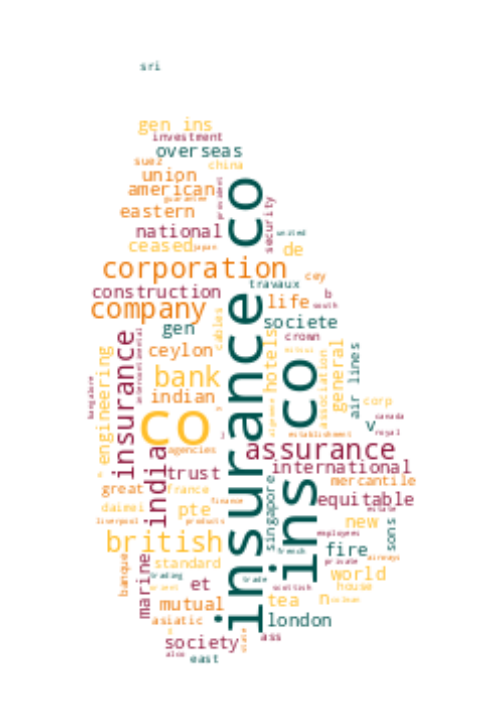 sri
gen ins
investment
overseas
suez
china
union
american
guarantee
provident
eastern
national
security
united
ceased
japan
de
co
corporation
travaux
cey
construction
life
b
south
company
gen
societe
cables
crown
ceylon
hotels
general
air lines
insurance
international
engineering
bangalore
bank
association
indian
corp
co
v
canada
royal
establishment
agencies
assurance
insurance
ins co
india
trust
international
mercantile
great
france
equitable
estate
daimei
pte
finance
singapore
new
sons
liverpool
products
employees
british
french
fire
private
airways
banque
standard
world
trading
et
trade
scottish
house
marine
mutual
tea
n
asiatic
london
society
state
ass
east